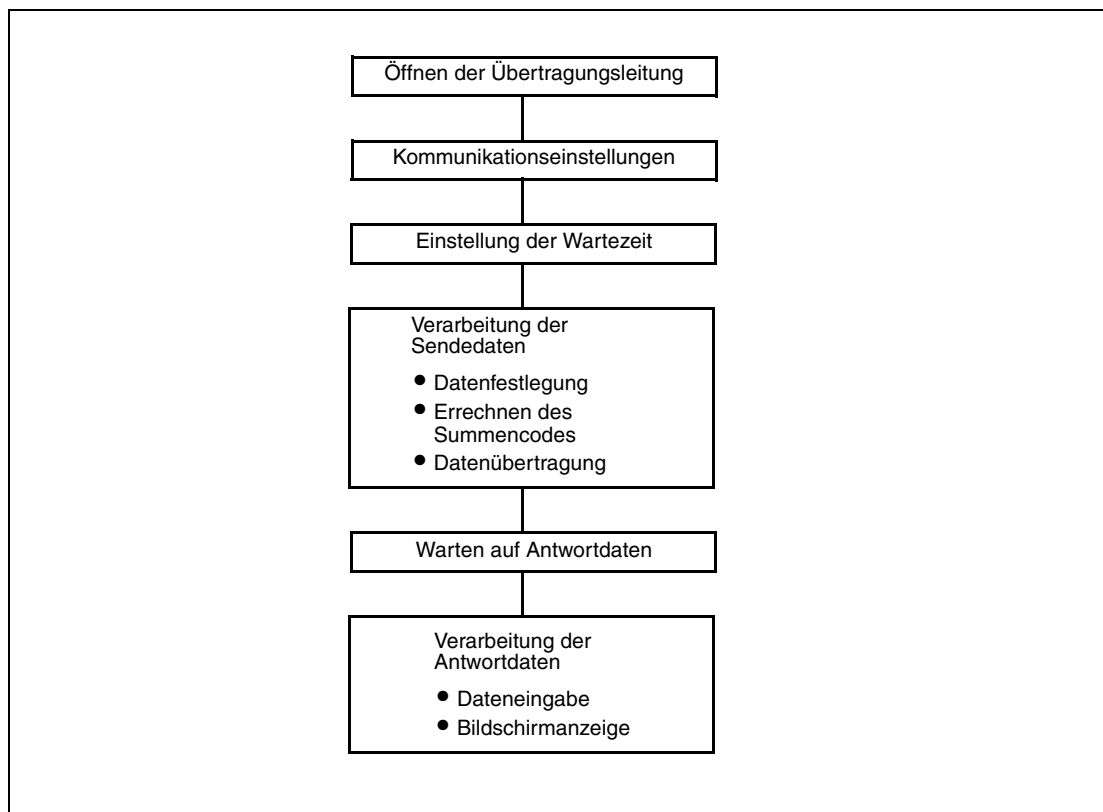 Öffnen der Übertragungsleitung
Kommunikationseinstellungen
Einstellung der Wartezeit
Verarbeitung der
Sendedaten
● Datenfestlegung
● Errechnen des
Summencodes
● Datenübertragung
Warten auf Antwortdaten
Verarbeitung der
Antwortdaten
● Dateneingabe
● Bildschirmanzeige